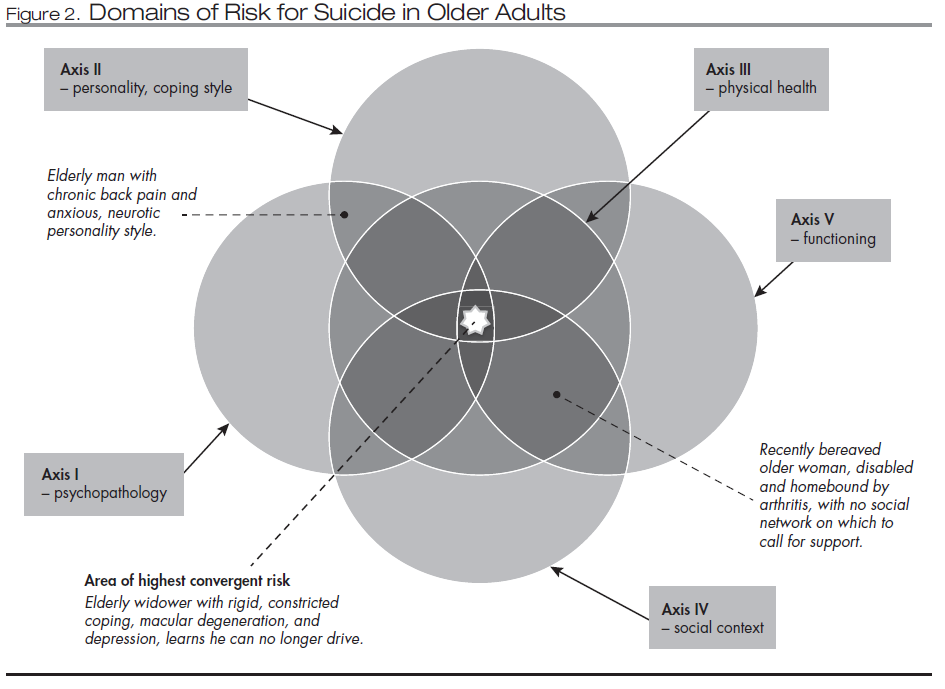 Figure 2. Domains of Risk for Suicide in Older Adults
Axis II
– personality, coping style
Axis III
– physical health
Elderly man with
chronic back pain and
anxious, neurotic
personality style.
Axis V
– functioning
Axis I
– psychopathology
Recently bereaved
older woman, disabled
and homebound by
arthritis, with no social
network on which to
call for support.
Area of highest convergent risk
Elderly widower with rigid, constricted
coping, macular degeneration, and
depression, learns he can no longer drive.
Axis IV
– social context